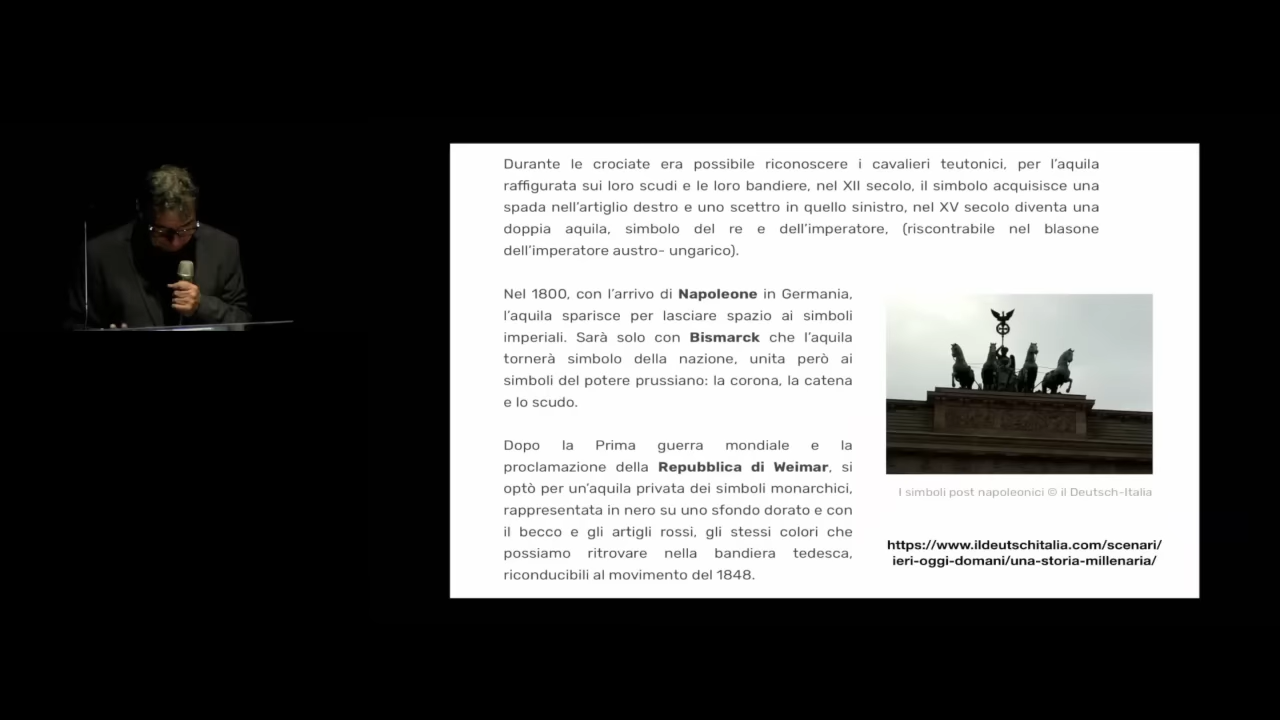 Durante le crociate era possibile riconoscere i cavalieri teutonici, per l'aquila
raffigurata sui loro scudi e le loro bandiere, nel XII secolo, il simbolo acquisisce una
spada nell'artiglio destro e uno scettro in quello sinistro, nel XV secolo diventa una
doppia aquila, simbolo del re e dell'imperatore, (riscontrabile nel blasone
dell'imperatore austro- ungarico).
Nel 1800, con l'arrivo di Napoleone in Germania,
l'aquila sparisce per lasciare spazio ai simboli
imperiali. Sarà solo con Bismarck che l'aquila
tornerà simbolo della nazione, unita però ai
simboli del potere prussiano: la corona, la catena
e lo scudo.
Dopo la Prima guerra mondiale e la
proclamazione della Repubblica di Weimar, si
optò per un'aquila privata dei simboli monarchici,
rappresentata in nero su uno sfondo dorato e con
il becco e gli artigli rossi, gli stessi colori che
possiamo ritrovare nella bandiera tedesca,
riconducibili al movimento del 1848.
I simboli post napoleonici © il Deutsch-Italia
https://www.ildeutschitalia.com/scenari/
ieri-oggi-domani/una-storia-millenaria/